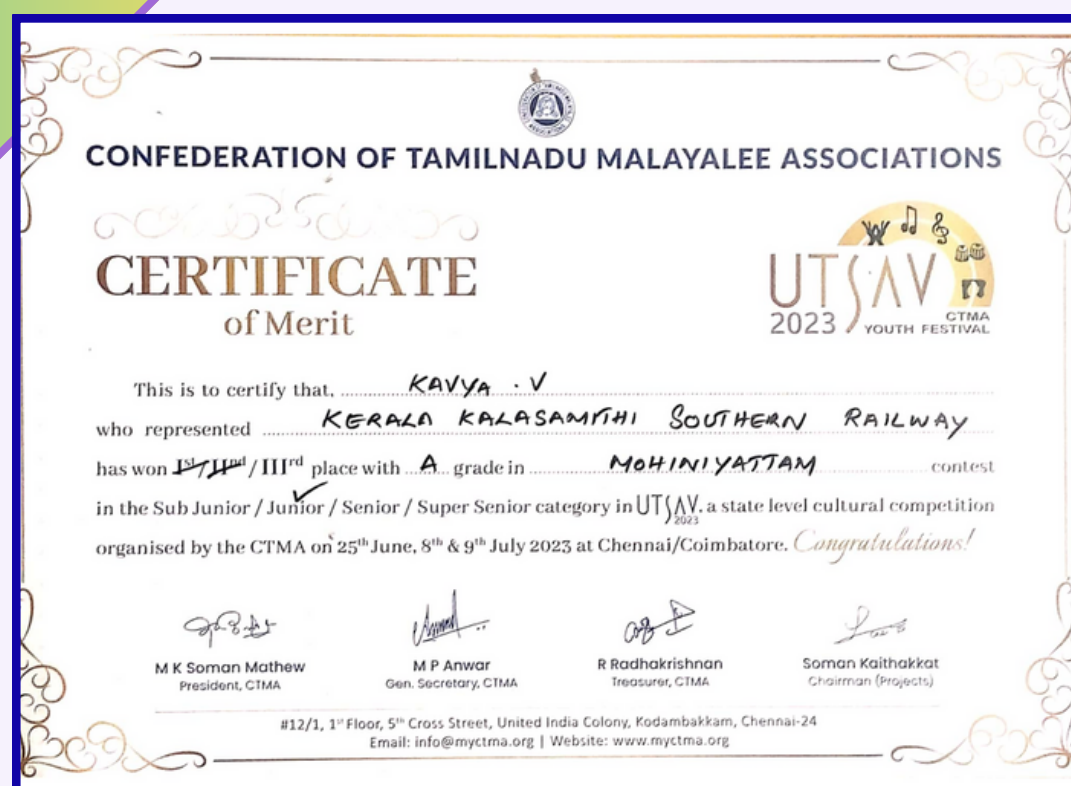 CONFEDERATION OF TAMILNADU MALAYALEE ASSOCIATIONS
CERTIFICATE
of Merit
UTSAV
2023
CTMA
YOUTH FESTIVAL
This is to certify that, KAVYA . V
who represented KERALA KALASAMITHI SOUTHERN RAILWAY
has won Ist/IInd/IIIrd place with A grade in MOHINIYATTAM contest
in the Sub Junior / Junior / Senior / Super Senior category in UTSAV 2023, a state level cultural competition
organised by the CTMA on 25th June, 8th & 9th July 2023 at Chennai/Coimbatore. Congratulations!
M K Soman Mathew
President, CTMA
M P Anwar
Gen. Secretary, CTMA
R Radhakrishnan
Treasurer, CTMA
Soman Kaithakkat
Chairman (Projects)
#12/1, 1st Floor, 5th Cross Street, United India Colony, Kodambakkam, Chennai-24
Email: info@myctma.org | Website: www.myctma.org